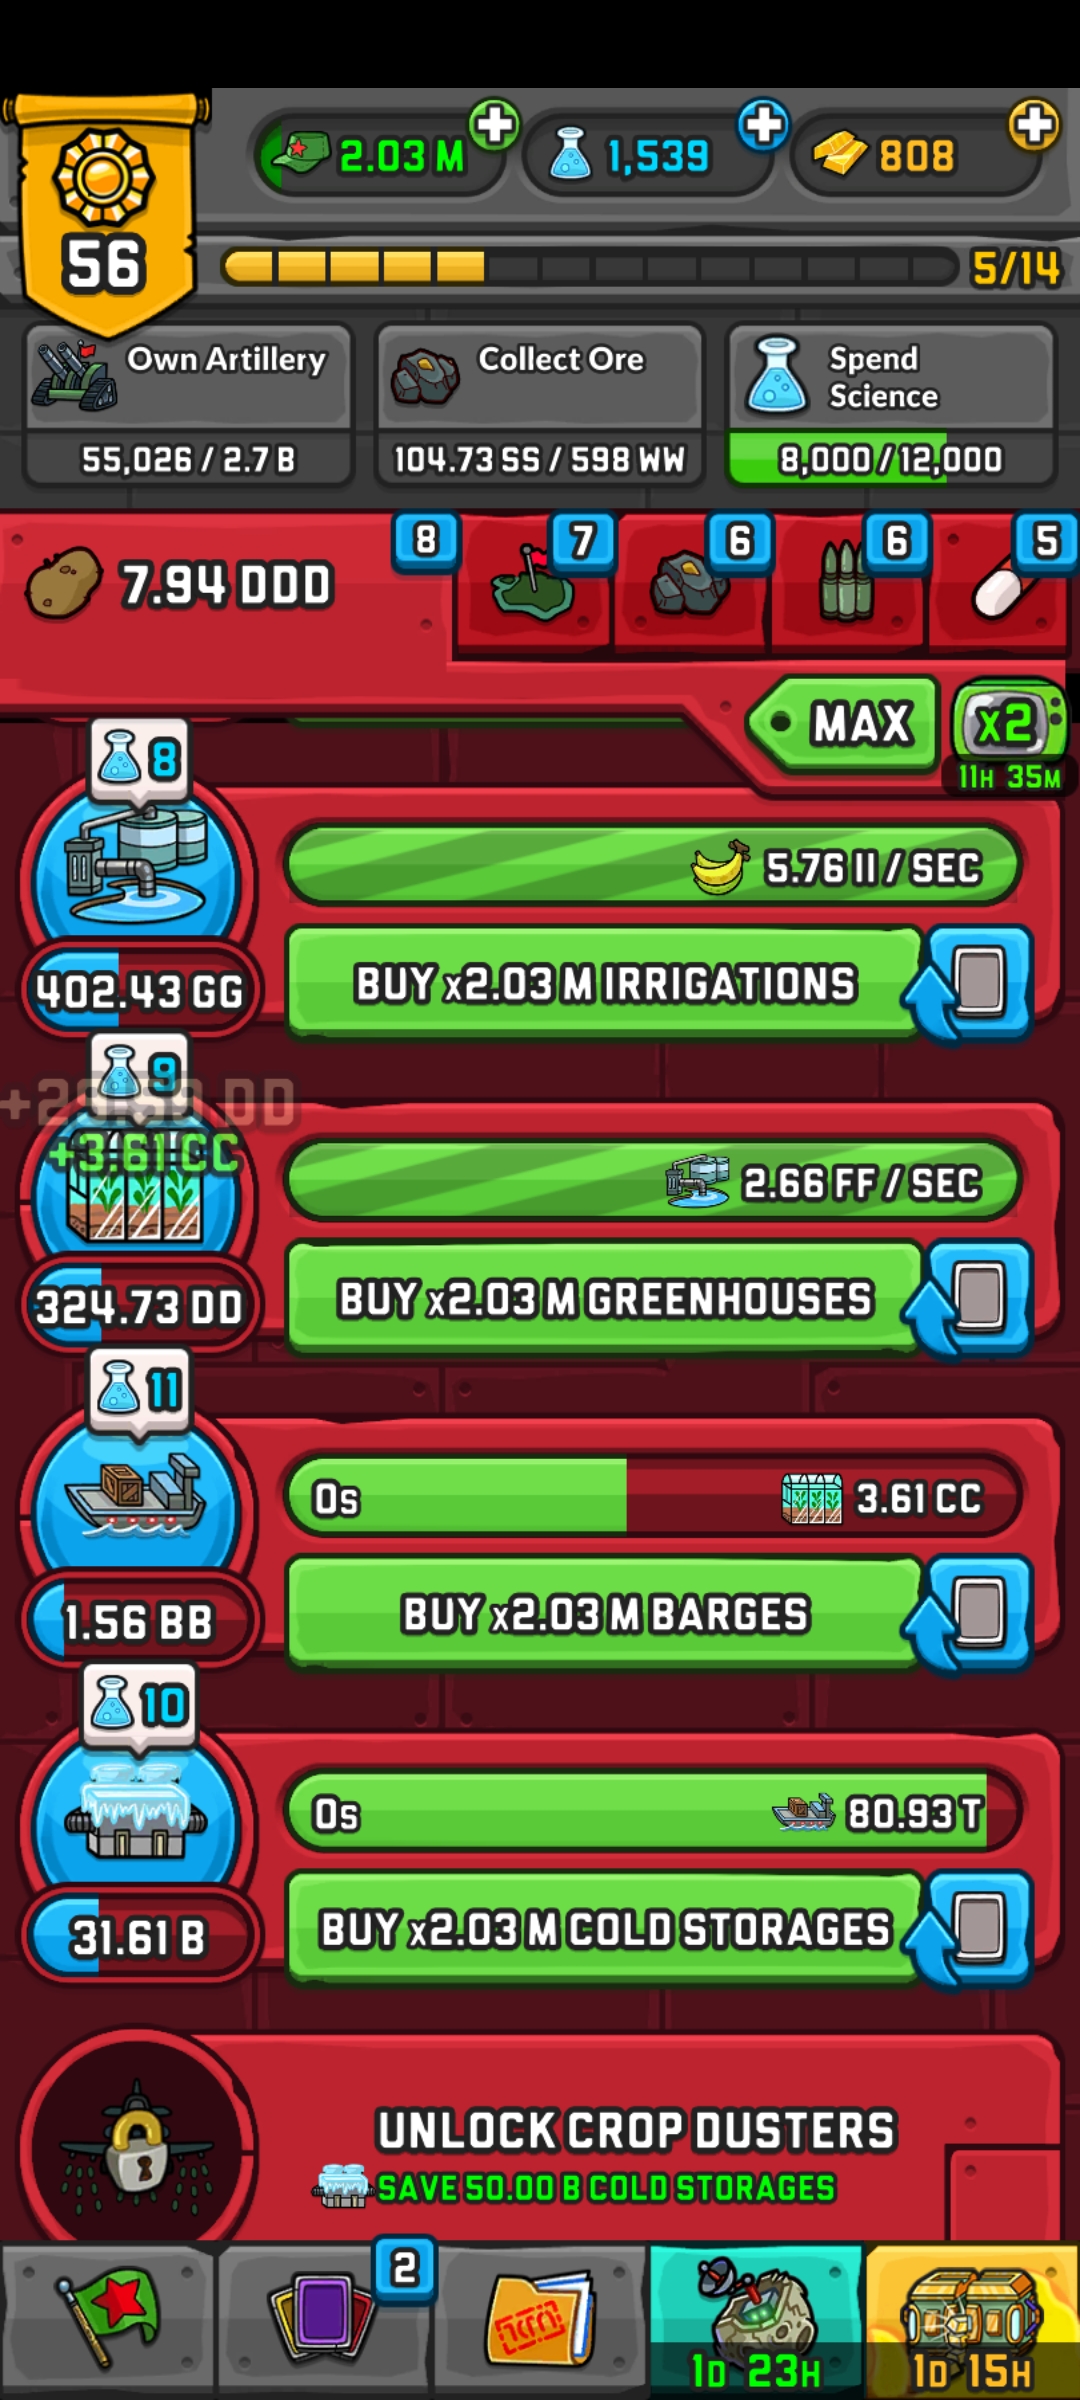 56
2.03 M
1,539
808
5/14
Own Artillery
55,026 / 2.7 B
Collect Ore
104.73 SS / 598 WW
Spend
Science
8,000 / 12,000
7.94 DDD
8
7
6
6
5
MAX
x2
11H 35M
8
5.76 II / SEC
402.43 GG
BUY x2.03 M IRRIGATIONS
9
+3.61 CC
2.66 FF / SEC
324.73 DD
BUY x2.03 M GREENHOUSES
11
0s
3.61 CC
1.56 BB
BUY x2.03 M BARGES
10
0s
80.93 T
31.61 B
BUY x2.03 M COLD STORAGES
UNLOCK CROP DUSTERS
SAVE 50.00 B COLD STORAGES
2
1D 23H
1D 15H